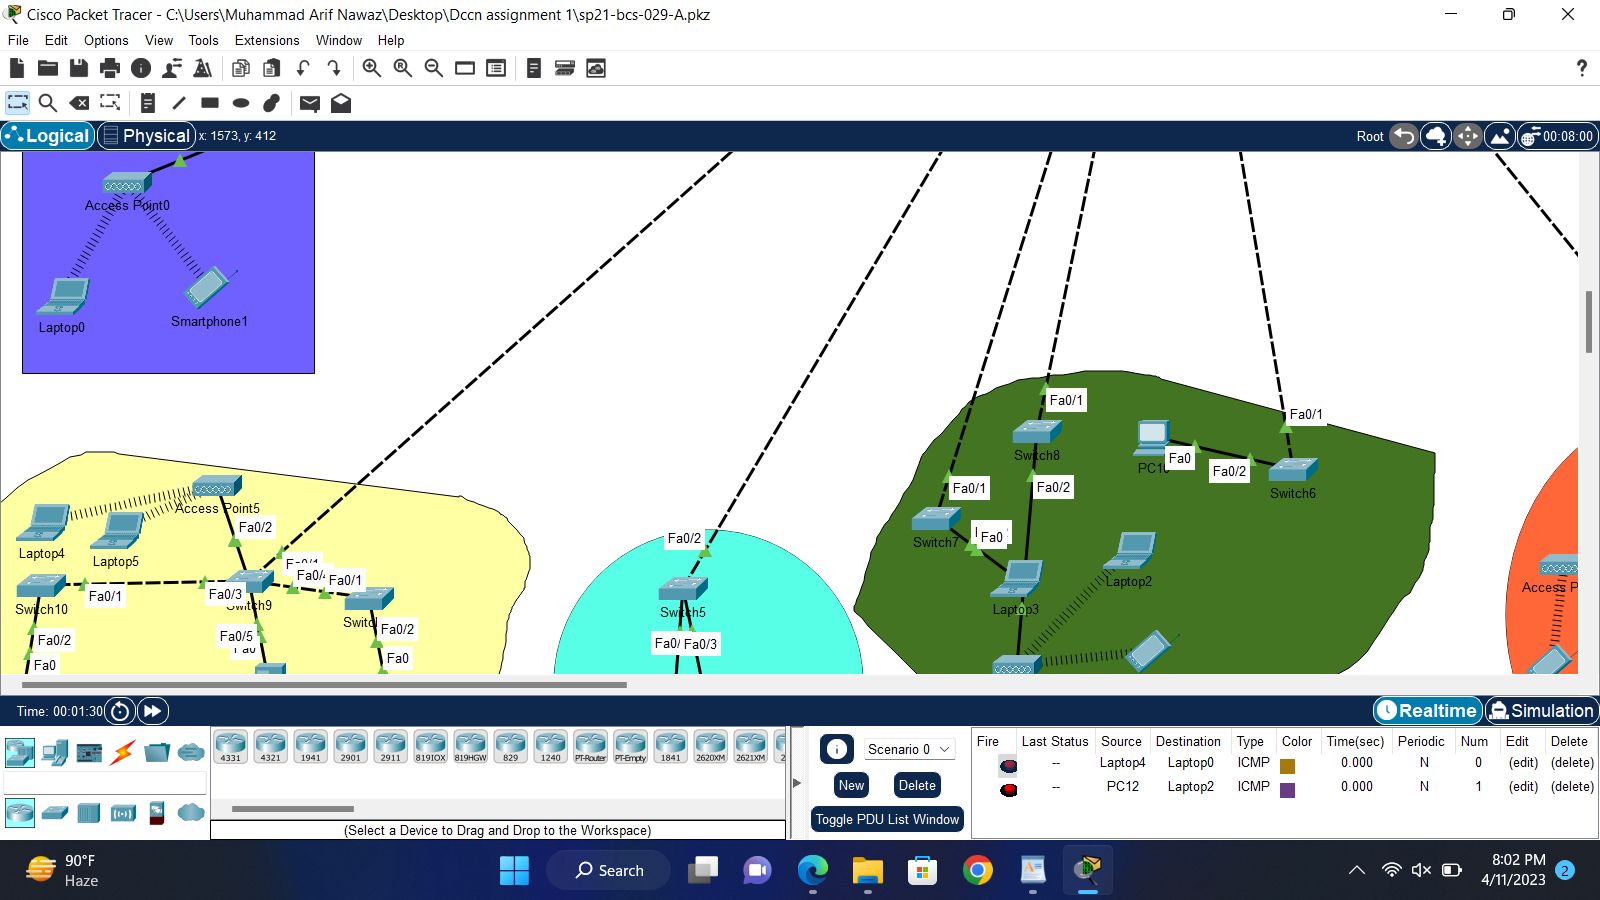 Cisco Packet Tracer - C:\Users\Muhammad Arif Nawaz\Desktop\Dccn assignment 1\sp21-bcs-029-A.pkz
File Edit Options View Tools Extensions Window Help
?
Logical Physical x: 1573, y: 412 Root 00:08:00
Access Point0
Laptop0
Smartphone1
Fa0/1
Switch8
Fa0/1
PC10
Fa0
Fa0/2
Switch6
Fa0/1
Fa0/2
Switch7
Fa0
Laptop2
Laptop3
Access Point5
Laptop4
Laptop5
Fa0/2
Fa0/1
Fa0/4
Fa0/1
Switch10
Fa0/1
Fa0/3
Switch9
Switch
Fa0/2
Fa0/5
Fa0/2
Fa0
Fa0
Fa0
Fa0/2
Switch5
Fa0/
Fa0/3
Access P
Time: 00:01:30 Realtime Simulation
4331 4321 1941 2901 2911 819IOX 819HGW 829 1240 PT-Router PT-Empty 1841 2620XM 2621XM 2
(Select a Device to Drag and Drop to the Workspace)
Scenario 0
New Delete
Toggle PDU List Window
Fire Last Status Source Destination Type Color Time(sec) Periodic Num Edit Delete
-- Laptop4 Laptop0 ICMP 0.000 N 0 (edit) (delete)
-- PC12 Laptop2 ICMP 0.000 N 1 (edit) (delete)
90°F
Haze
Search
8:02 PM
4/11/2023
2